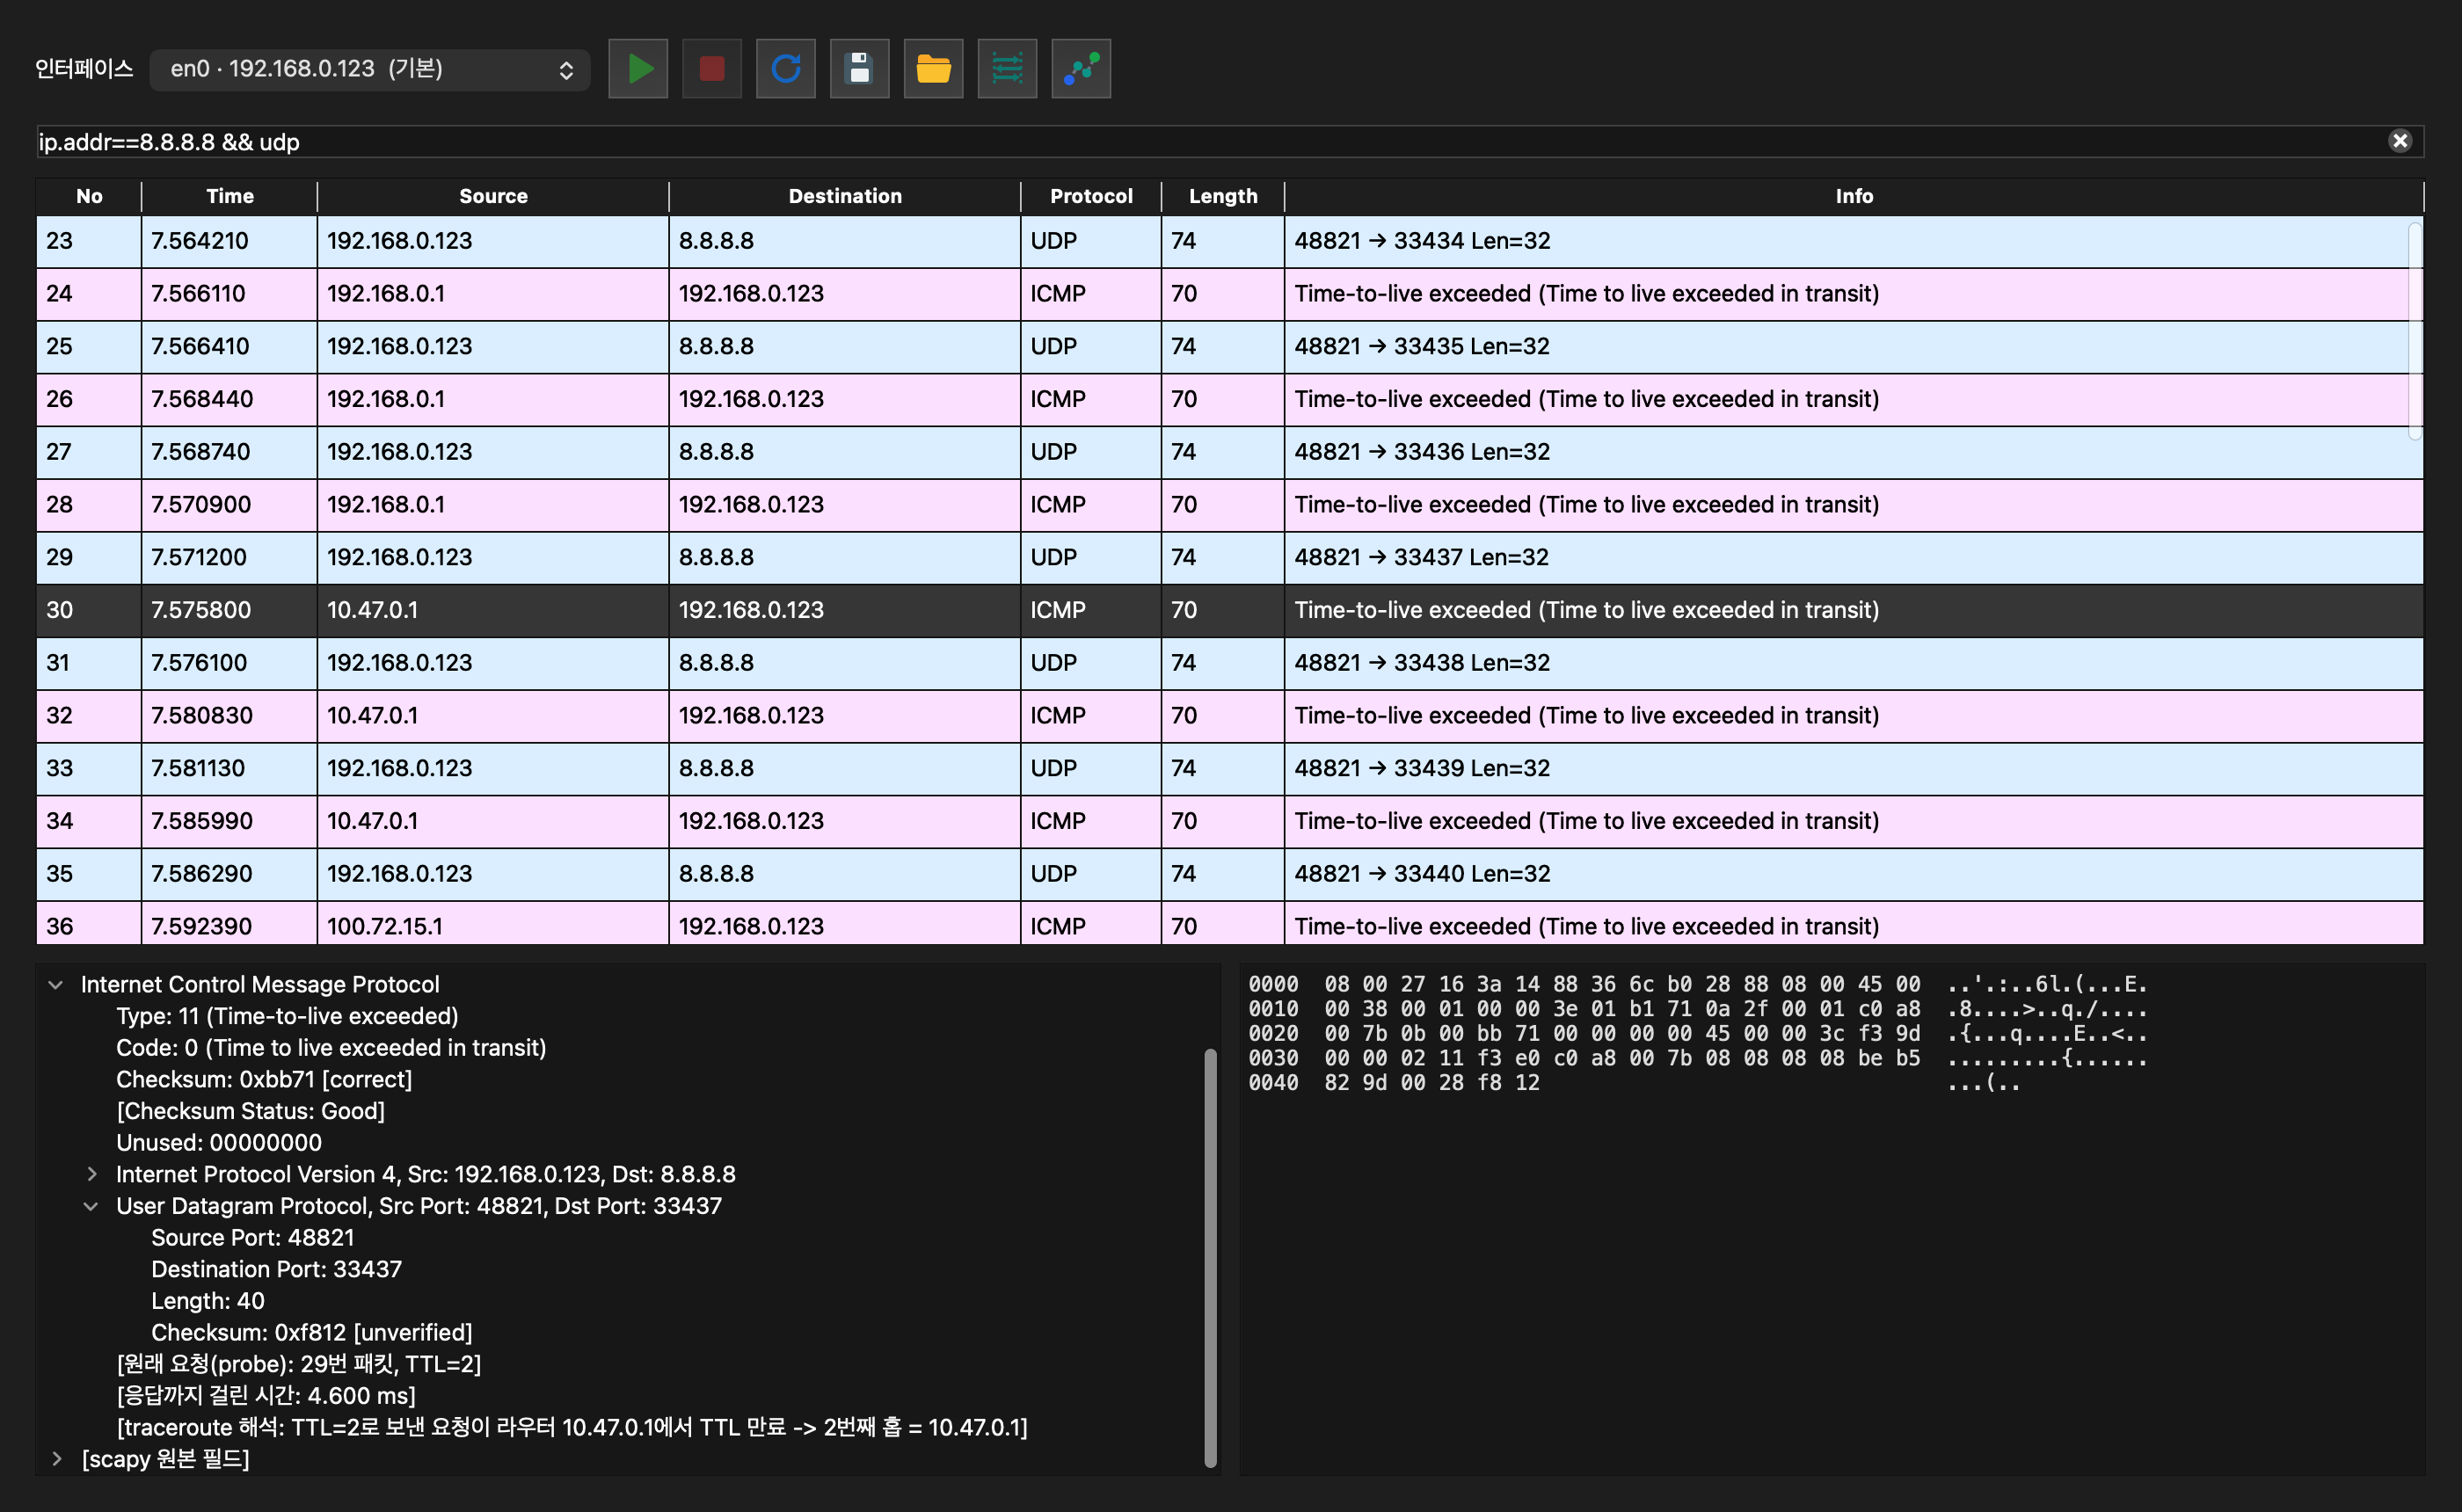 인터페이스 en0 · 192.168.0.123 (기본)
ip.addr==8.8.8.8 && udp
No Time Source Destination Protocol Length Info
23 7.564210 192.168.0.123 8.8.8.8 UDP 74 48821 → 33434 Len=32
24 7.566110 192.168.0.1 192.168.0.123 ICMP 70 Time-to-live exceeded (Time to live exceeded in transit)
25 7.566410 192.168.0.123 8.8.8.8 UDP 74 48821 → 33435 Len=32
26 7.568440 192.168.0.1 192.168.0.123 ICMP 70 Time-to-live exceeded (Time to live exceeded in transit)
27 7.568740 192.168.0.123 8.8.8.8 UDP 74 48821 → 33436 Len=32
28 7.570900 192.168.0.1 192.168.0.123 ICMP 70 Time-to-live exceeded (Time to live exceeded in transit)
29 7.571200 192.168.0.123 8.8.8.8 UDP 74 48821 → 33437 Len=32
30 7.575800 10.47.0.1 192.168.0.123 ICMP 70 Time-to-live exceeded (Time to live exceeded in transit)
31 7.576100 192.168.0.123 8.8.8.8 UDP 74 48821 → 33438 Len=32
32 7.580830 10.47.0.1 192.168.0.123 ICMP 70 Time-to-live exceeded (Time to live exceeded in transit)
33 7.581130 192.168.0.123 8.8.8.8 UDP 74 48821 → 33439 Len=32
34 7.585990 10.47.0.1 192.168.0.123 ICMP 70 Time-to-live exceeded (Time to live exceeded in transit)
35 7.586290 192.168.0.123 8.8.8.8 UDP 74 48821 → 33440 Len=32
36 7.592390 100.72.15.1 192.168.0.123 ICMP 70 Time-to-live exceeded (Time to live exceeded in transit)
Internet Control Message Protocol
Type: 11 (Time-to-live exceeded)
Code: 0 (Time to live exceeded in transit)
Checksum: 0xbb71 [correct]
[Checksum Status: Good]
Unused: 00000000
Internet Protocol Version 4, Src: 192.168.0.123, Dst: 8.8.8.8
User Datagram Protocol, Src Port: 48821, Dst Port: 33437
Source Port: 48821
Destination Port: 33437
Length: 40
Checksum: 0xf812 [unverified]
[원래 요청(probe): 29번 패킷, TTL=2]
[응답까지 걸린 시간: 4.600 ms]
[traceroute 해석: TTL=2로 보낸 요청이 라우터 10.47.0.1에서 TTL 만료 -> 2번째 홉 = 10.47.0.1]
[scapy 원본 필드]
0000 08 00 27 16 3a 14 88 36 6c b0 28 88 08 00 45 00 ..'.:..6l.(...E.
0010 00 38 00 01 00 00 3e 01 b1 71 0a 2f 00 01 c0 a8 .8....>..q./....
0020 00 7b 0b 00 bb 71 00 00 00 00 45 00 00 3c f3 9d .{...q....E..<..
0030 00 00 02 11 f3 e0 c0 a8 00 7b 08 08 08 08 be b5 .........{......
0040 82 9d 00 28 f8 12 ...(..